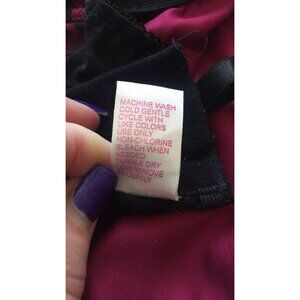 MACHINE WASH
COLD GENTLE
CYCLE WITH
LIKE COLORS
USE ONLY
NON-CHLORINE
BLEACH WHEN
NEEDED
TUMBLE DRY
LOW REMOVE
PROMPTLY